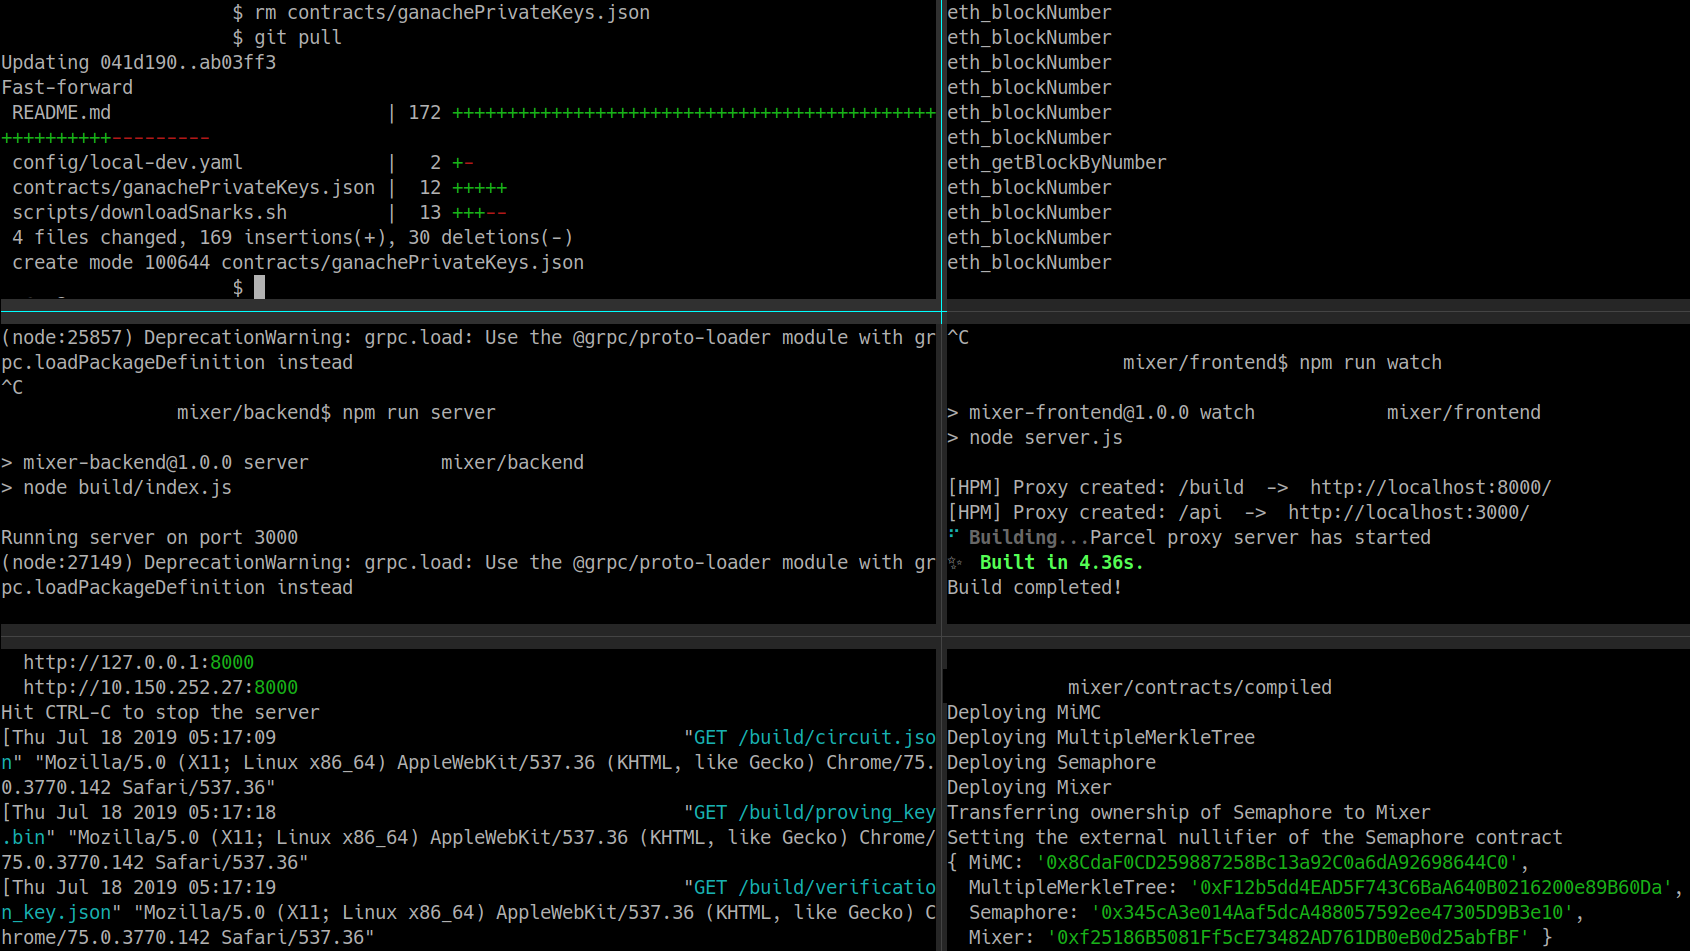 $ rm contracts/ganachePrivateKeys.json
$ git pull
Updating 041d190..ab03ff3
Fast-forward
README.md | 172 ++++++++++++++++++++++++++++++++++++++++++++
++++++++++---------
config/local-dev.yaml | 2 +-
contracts/ganachePrivateKeys.json | 12 +++++
scripts/downloadSnarks.sh | 13 +++--
4 files changed, 169 insertions(+), 30 deletions(-)
create mode 100644 contracts/ganachePrivateKeys.json
$
eth_blockNumber
eth_blockNumber
eth_blockNumber
eth_blockNumber
eth_blockNumber
eth_blockNumber
eth_getBlockByNumber
eth_blockNumber
eth_blockNumber
eth_blockNumber
eth_blockNumber
(node:25857) DeprecationWarning: grpc.load: Use the @grpc/proto-loader module with gr
pc.loadPackageDefinition instead
^C
mixer/backend$ npm run server
> mixer-backend@1.0.0 server mixer/backend
> node build/index.js
Running server on port 3000
(node:27149) DeprecationWarning: grpc.load: Use the @grpc/proto-loader module with gr
pc.loadPackageDefinition instead
^C
mixer/frontend$ npm run watch
> mixer-frontend@1.0.0 watch mixer/frontend
> node server.js
[HPM] Proxy created: /build -> http://localhost:8000/
[HPM] Proxy created: /api -> http://localhost:3000/
⠋ Building...Parcel proxy server has started
✨ Built in 4.36s.
Build completed!
http://127.0.0.1:8000
http://10.150.252.27:8000
Hit CTRL-C to stop the server
[Thu Jul 18 2019 05:17:09 "GET /build/circuit.jso
n" "Mozilla/5.0 (X11; Linux x86_64) AppleWebKit/537.36 (KHTML, like Gecko) Chrome/75.
0.3770.142 Safari/537.36"
[Thu Jul 18 2019 05:17:18 "GET /build/proving_key
.bin" "Mozilla/5.0 (X11; Linux x86_64) AppleWebKit/537.36 (KHTML, like Gecko) Chrome/
75.0.3770.142 Safari/537.36"
[Thu Jul 18 2019 05:17:19 "GET /build/verificatio
n_key.json" "Mozilla/5.0 (X11; Linux x86_64) AppleWebKit/537.36 (KHTML, like Gecko) C
hrome/75.0.3770.142 Safari/537.36"
mixer/contracts/compiled
Deploying MiMC
Deploying MultipleMerkleTree
Deploying Semaphore
Deploying Mixer
Transferring ownership of Semaphore to Mixer
Setting the external nullifier of the Semaphore contract
{ MiMC: '0x8CdaF0CD259887258Bc13a92C0a6dA92698644C0',
MultipleMerkleTree: '0xF12b5dd4EAD5F743C6BaA640B0216200e89B60Da',
Semaphore: '0x345cA3e014Aaf5dcA488057592ee47305D9B3e10',
Mixer: '0xf25186B5081Ff5cE73482AD761DB0eB0d25abfBF' }